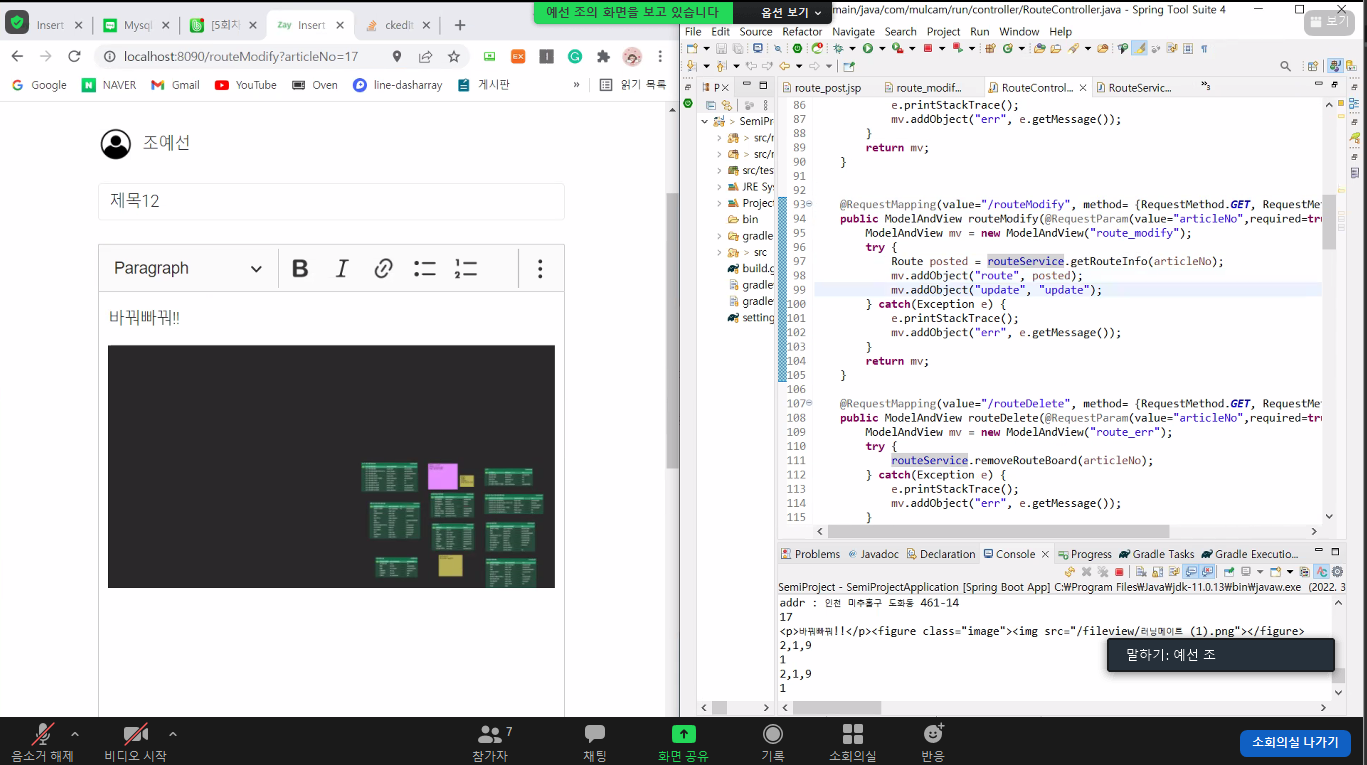 예선 조의 화면을 보고 있습니다
옵션 보기
보기
Insert
Mysql
[5회차
Zay Insert
ckedit
localhost:8090/routeModify?articleNo=17
Google
NAVER
Gmail
YouTube
Oven
line-dasharray
게시판
»
읽기 목록
조예선
제목12
Paragraph
B I
바꿔빠꿔!!
main/java/com/mulcam/run/controller/RouteController.java - Spring Tool Suite 4
File Edit Source Refactor Navigate Search Project Run Window Help
P
route_post.jsp
route_modif...
RouteControl...
RouteServic...
»3
> SemiPr
> src/r
> src/r
src/tes
JRE Sy
Project
bin
gradle
> src
build.g
gradle
gradle
setting
86 e.printStackTrace();
87 mv.addObject("err", e.getMessage());
88 }
89 return mv;
90 }
91
92
93 @RequestMapping(value="/routeModify", method= {RequestMethod.GET, RequestMet
94 public ModelAndView routeModify(@RequestParam(value="articleNo",required=tru
95 ModelAndView mv = new ModelAndView("route_modify");
96 try {
97 Route posted = routeService.getRouteInfo(articleNo);
98 mv.addObject("route", posted);
99 mv.addObject("update", "update");
100 } catch(Exception e) {
101 e.printStackTrace();
102 mv.addObject("err", e.getMessage());
103 }
104 return mv;
105 }
106
107 @RequestMapping(value="/routeDelete", method= {RequestMethod.GET, RequestMet
108 public ModelAndView routeDelete(@RequestParam(value="articleNo",required=tru
109 ModelAndView mv = new ModelAndView("route_err");
110 try {
111 routeService.removeRouteBoard(articleNo);
112 } catch(Exception e) {
113 e.printStackTrace();
114 mv.addObject("err", e.getMessage());
115 }
Problems
Javadoc
Declaration
Console
Progress
Gradle Tasks
Gradle Executio...
SemiProject - SemiProjectApplication [Spring Boot App] C:₩Program Files₩Java₩jdk-11.0.13₩bin₩javaw.exe (2022. 3
addr : 인천 미추홀구 도화동 461-14
17
<p>바꿔빠꿔!!</p><figure class="image"><img src="/fileview/러닝메이트 (1).png"></figure>
2,1,9
1
2,1,9
1
말하기: 예선 조
음소거 해제
비디오 시작
7
참가자
채팅
화면 공유
기록
소회의실
반응
소회의실 나가기